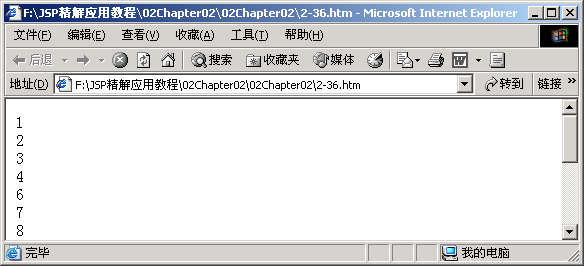 F:\JSP精解应用教程\02Chapter02\02Chapter02\2-36.htm - Microsoft Internet Explorer
文件(F) 编辑(E) 查看(V) 收藏(A) 工具(T) 帮助(H)
后退 搜索 收藏夹 媒体 W
地址(D) F:\JSP精解应用教程\02Chapter02\02Chapter02\2-36.htm 转到 链接 »
1
2
3
4
6
7
8
完毕 我的电脑